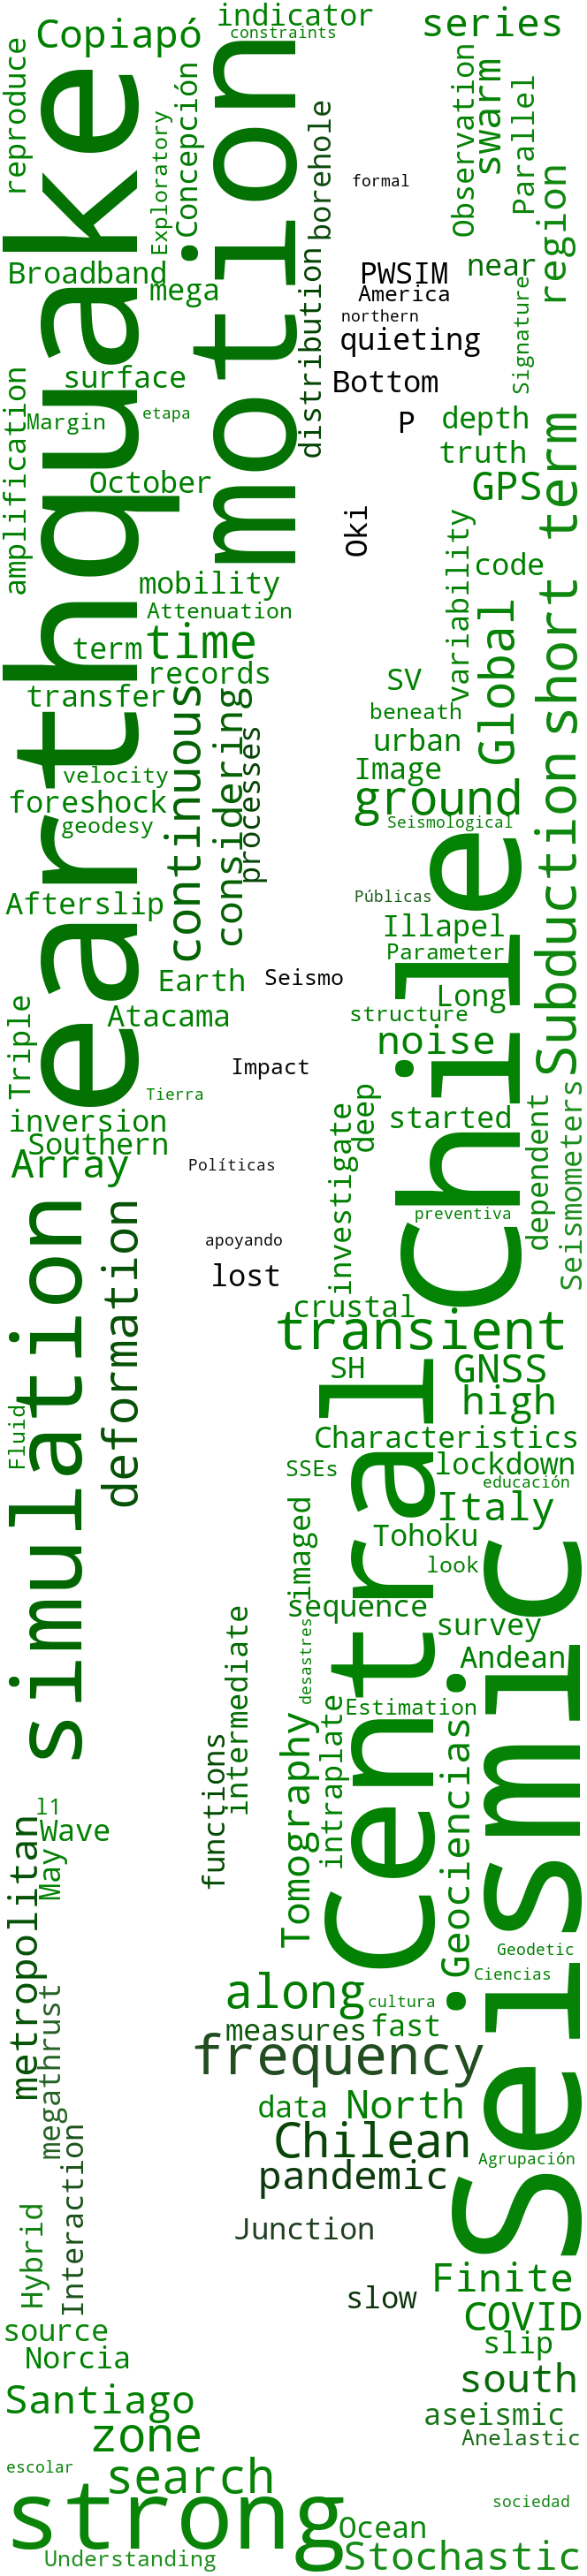 indicator
constraints
Copiapó
series
reproduce
earthquake
motion
Exploratory
Concepción
borehole
formal
Observation
swarm
Parallel
region
Broadband
mega
distribution
PWSIM
near
America
northern
quieting
Signature
surface
Bottom
Margin
etapa
P
depth
amplification
truth
October
GPS
Oki
short term
mobility
code
variability
Attenuation
term
time
Global
records
transfer
SV
continuous
considering
beneath
processes
urban
velocity
Image
Subduction
foreshock
ground
geodesy
Seismological
Chile
Públicas
Afterslip
Illapel
Parameter
Earth
Seismo
Long
Triple
Atacama
structure
noise
Impact
Tierra
deep
started
dependent
Seismometers
inversion
investigate
Southern
Array
Políticas
preventiva
simulation
deformation
apoyando
lost
crustal
transient
SH
GNSS
high
Central
Fluid
Characteristics
SSEs
lockdown
educación
imaged
Italy
Tohoku
Seismic
look
sequence
intermediate
desastres
survey
Andean
Estimation
intraplate
Tomography
functions
Geociencias
l1
Wave
metropolitan
May
Geodetic
Ciencias
along
cultura
megathrust
measures
fast
frequency
data
North
Chilean
Interaction
Agrupación
pandemic
Hybrid
Junction
Finite
slow
COVID
source
slip
Norcia
south
Santiago
aseismic
zone
Anelastic
escolar
search
strong
sociedad
Ocean
Understanding
Stochastic